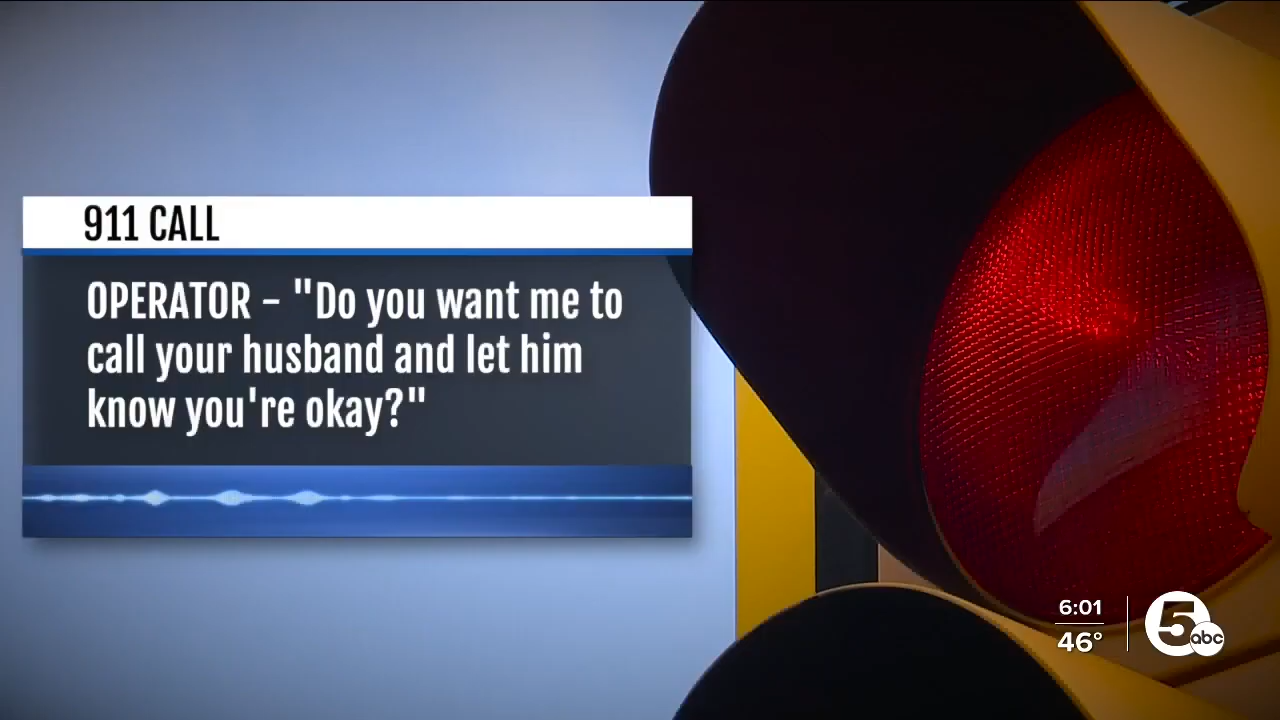 911 CALL
OPERATOR – "Do you want me to
call your husband and let him
know you're okay?"
6:01
46°
5
abc